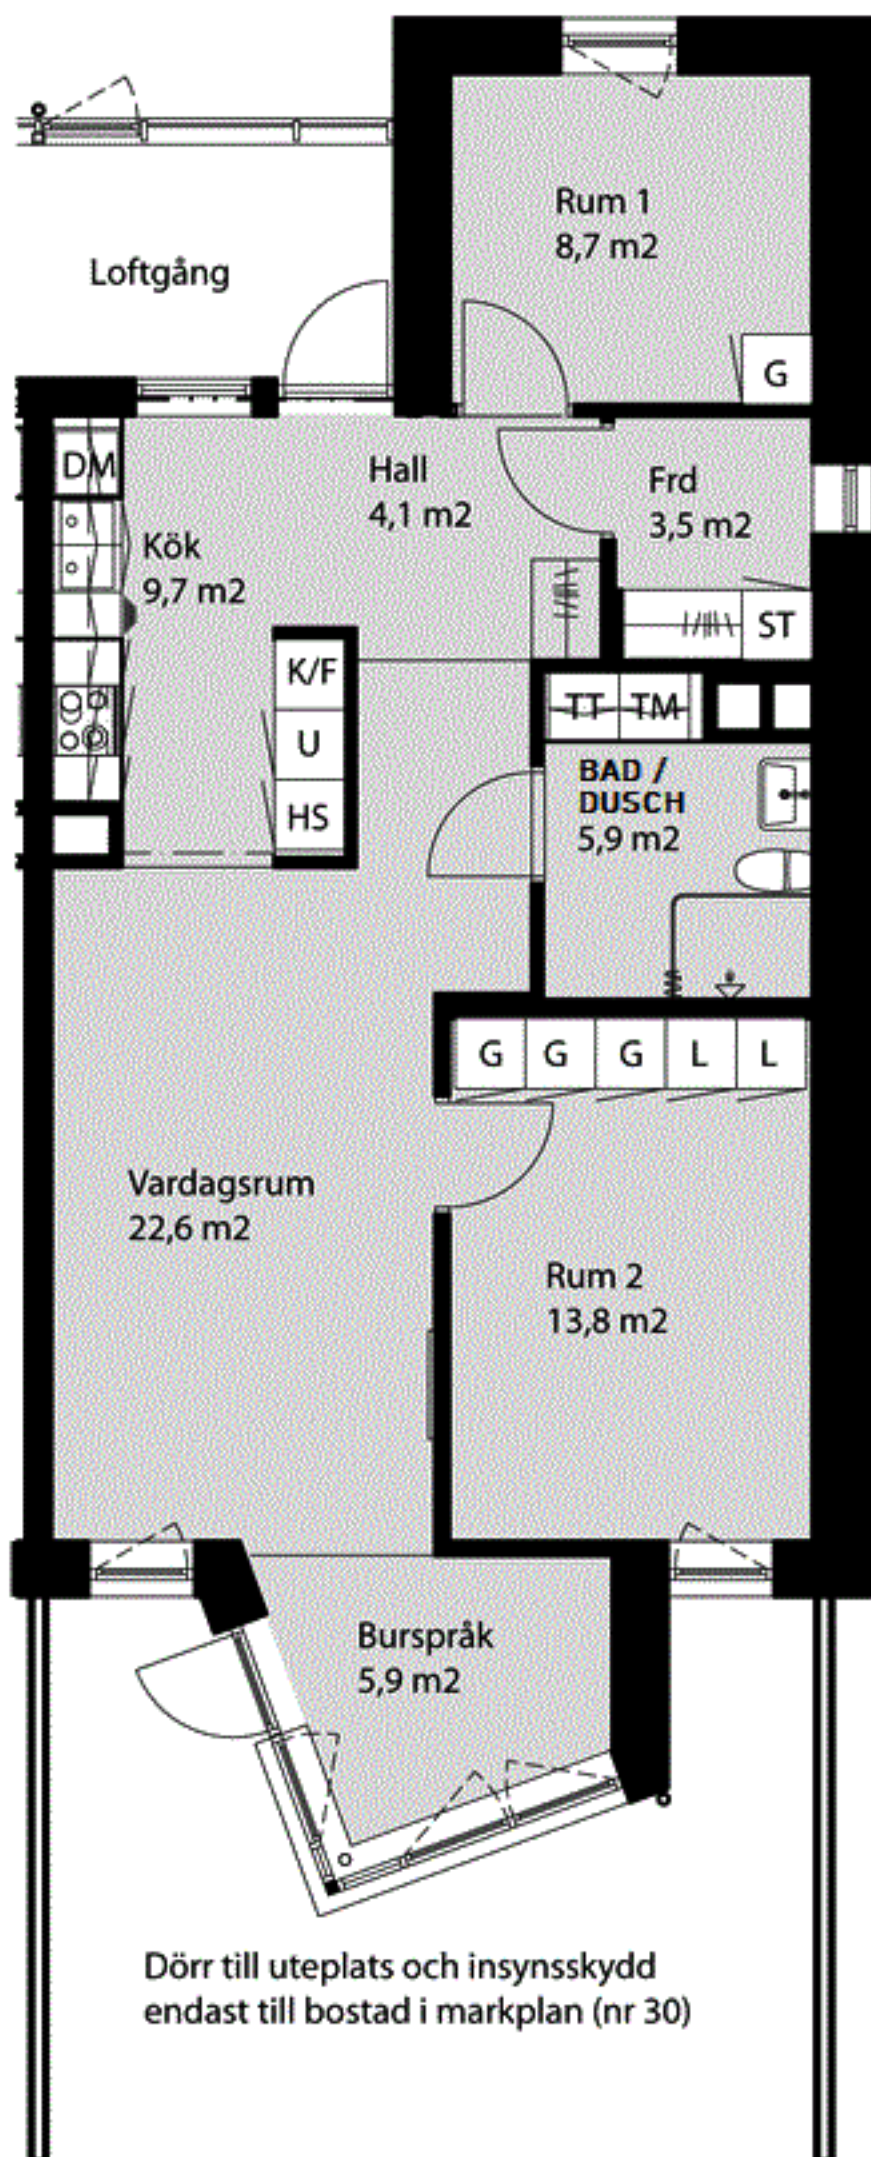 Rum 1
8,7 m2
Loftgång
G
DM
Hall
4,1 m2
Frd
3,5 m2
Kök
9,7 m2
ST
K/F
U
HS
TT TM
BAD /
DUSCH
5,9 m2
G G G L L
Vardagsrum
22,6 m2
Rum 2
13,8 m2
Burspråk
5,9 m2
Dörr till uteplats och insynsskydd
endast till bostad i markplan (nr 30)